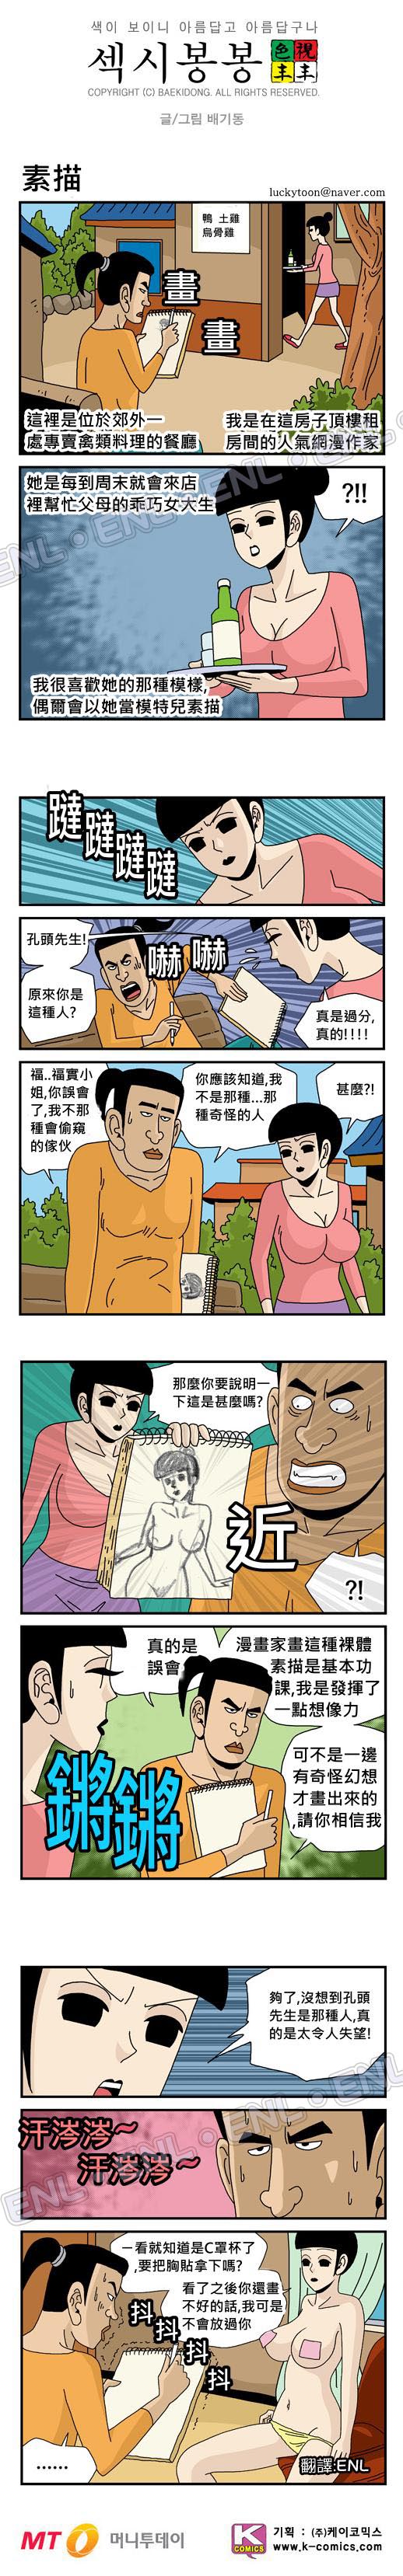 색이 보이니 아름답고 아름답구나
섹시봉봉
色視
丰丰
COPYRIGHT (C) BAEKIDONG. ALL RIGHTS RESERVED.
글/그림 배기동
素描
luckytoon@naver.com
鴨 土雞
烏骨雞
畫
畫
這裡是位於郊外一
處專賣禽類料理的餐廳
我是在這房子頂樓租
房間的人氣網漫作家
她是每到周末就會來店
裡幫忙父母的乖巧女大生
?!!
我很喜歡她的那種模樣,
偶爾會以她當模特兒素描
躂
躂
躂
躂
孔頭先生!
嚇
嚇
原來你是
這種人?
真是過分,
真的!!!!
福..福實小
姐,你誤會
了,我不那
種會偷窺
的傢伙
你應該知道,我
不是那種...那
種奇怪的人
甚麼?!
那麼你要說明一
下這是甚麼嗎?
近
?!
真的是
誤會
漫畫家畫這種裸體
素描是基本功
課,我是發揮了
一點想像力
鏘鏘
可不是一邊
有奇怪幻想
才畫出來的
,請你相信我
夠了,沒想到孔頭
先生是那種人,真
的是太令人失望!
汗涔涔~
汗涔涔~
一看就知道是C罩杯了
,要把胸貼拿下嗎?
看了之後你還畫
不好的話,我可是
不會放過你
抖
抖
抖
抖
......
翻譯:ENL
MT 머니투데이
K COMICS
기획 : (주)케이코믹스
www.k-comics.com